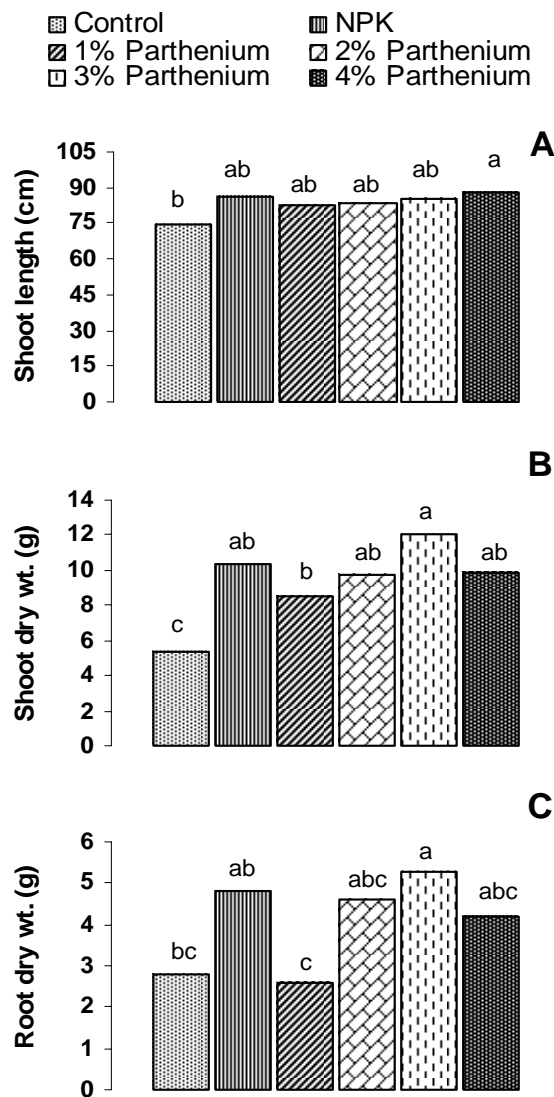 Control NPK
1% Parthenium 2% Parthenium
3% Parthenium 4% Parthenium
A
Shoot length (cm)
105
90
75
60
45
30
15
0
b ab ab ab ab a
B
Shoot dry wt. (g)
14
12
10
8
6
4
2
0
c ab b ab a ab
C
Root dry wt. (g)
6
5
4
3
2
1
0
bc ab c abc a abc